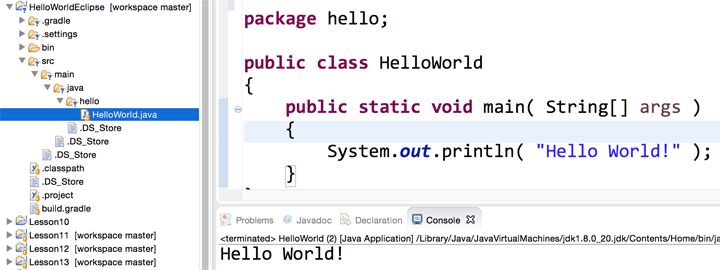 HelloWorldEclipse [workspace master]
.gradle
.settings
bin
src
main
java
hello
HelloWorld.java
.DS_Store
.DS_Store
.DS_Store
.classpath
.DS_Store
.project
build.gradle
Lesson10
Lesson11 [workspace master]
Lesson12 [workspace master]
Lesson13 [workspace master]
package hello;
public class HelloWorld
{
public static void main( String[] args )
{
System.out.println( "Hello World!" );
}
Problems @ Javadoc Declaration Console
<terminated> HelloWorld (2) [Java Application] /Library/Java/JavaVirtualMachines/jdk1.8.0_20.jdk/Contents/Home/bin/ja
Hello World!